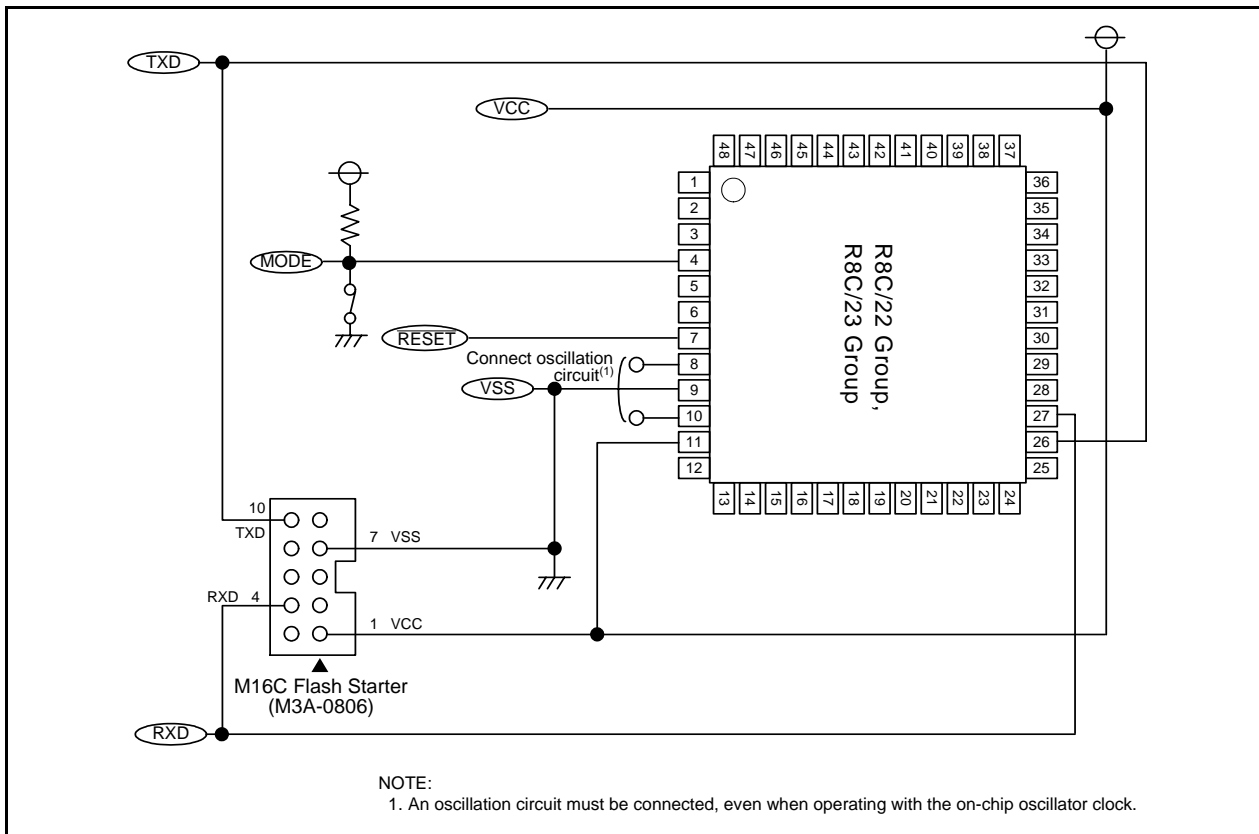 TXD
VCC
48 47 46 45 44 43 42 41 40 39 38 37
1
2
3
4
5
6
7
8
9
10
11
12
36
35
34
33
32
31
30
29
28
27
26
25
13 14 15 16 17 18 19 20 21 22 23 24
R8C/22 Group,
R8C/23 Group
MODE
RESET
Connect oscillation
circuit(1)
VSS
10
TXD
7 VSS
RXD 4
1 VCC
M16C Flash Starter
(M3A-0806)
RXD
NOTE:
1. An oscillation circuit must be connected, even when operating with the on-chip oscillator clock.